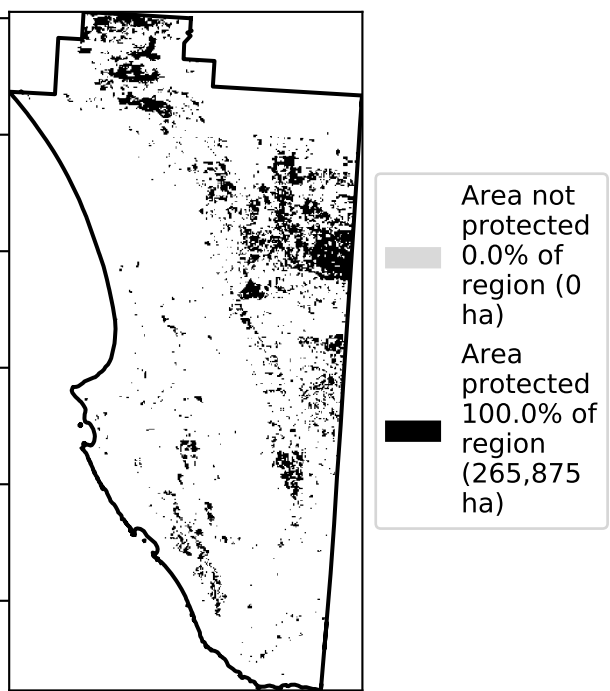 Area not
protected
0.0% of
region (0
ha)
Area
protected
100.0% of
region
(265,875
ha)